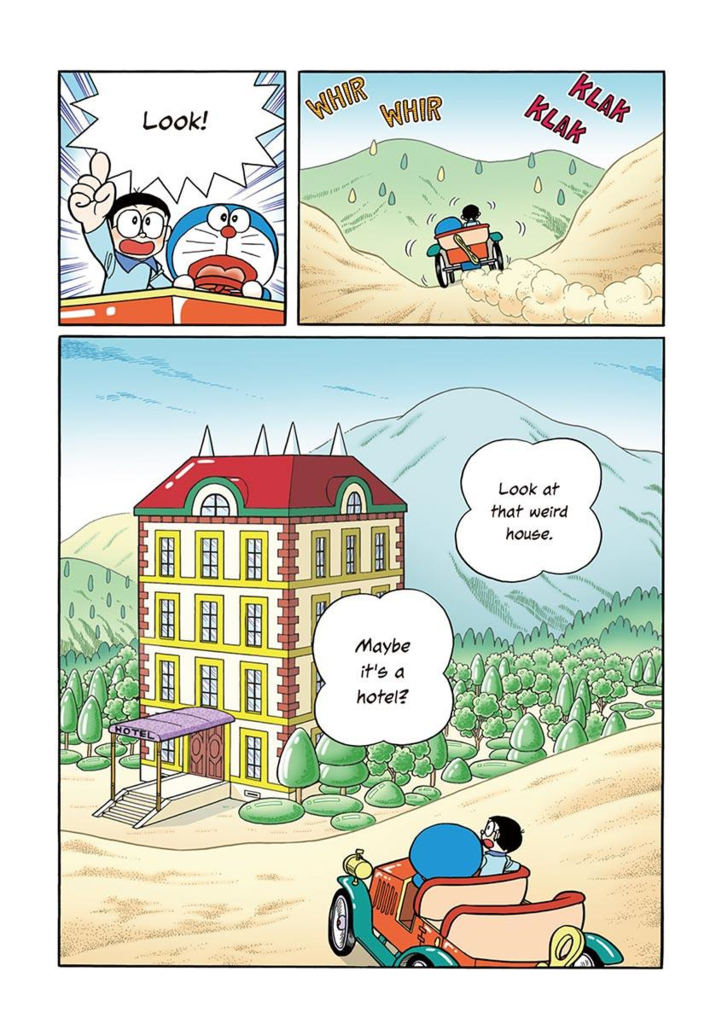 Look!
WHIR
WHIR
KLAK
KLAK
Look at
that weird
house.
Maybe
it's a
hotel?
HOTEL